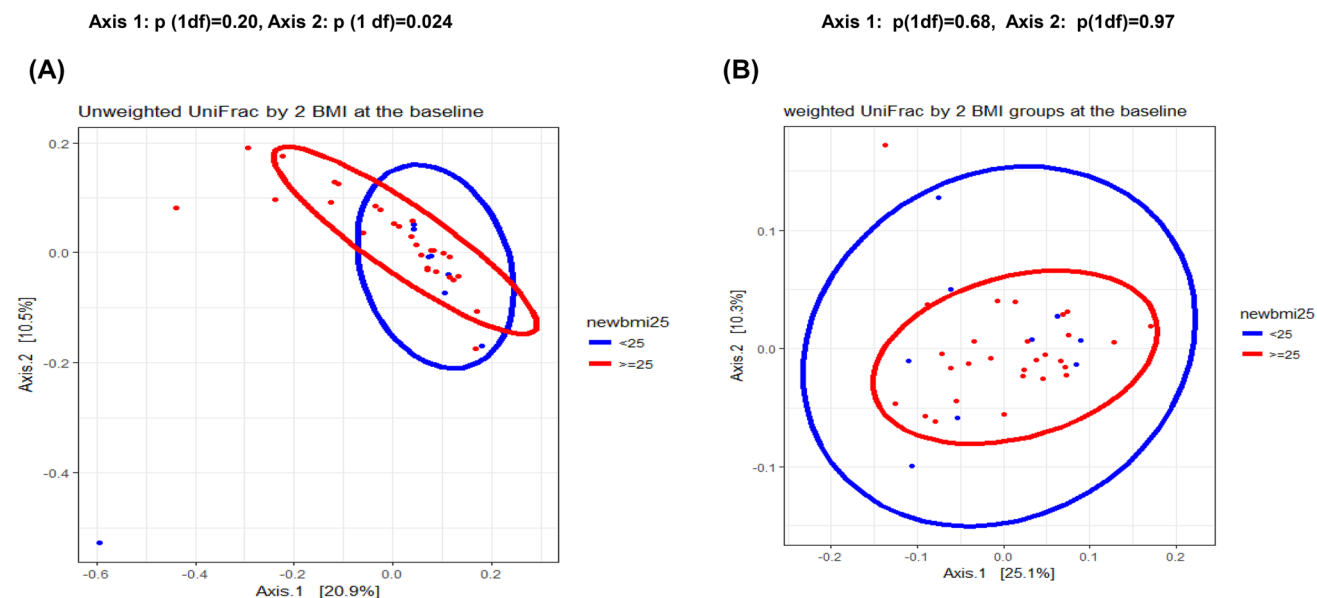 Axis 1: p (1df)=0.20, Axis 2: p (1 df)=0.024
(A)
Unweighted UniFrac by 2 BMI at the baseline
0.2
0.0
-0.2
-0.4
Axis.2 [10.5%]
-0.6
-0.4
-0.2
0.0
0.2
Axis.1 [20.9%]
newbmi25
<25
>=25
Axis 1: p(1df)=0.68, Axis 2: p(1df)=0.97
(B)
weighted UniFrac by 2 BMI groups at the baseline
0.1
0.0
-0.1
Axis.2 [10.3%]
-0.2
-0.1
0.0
0.1
0.2
Axis.1 [25.1%]
newbmi25
<25
>=25